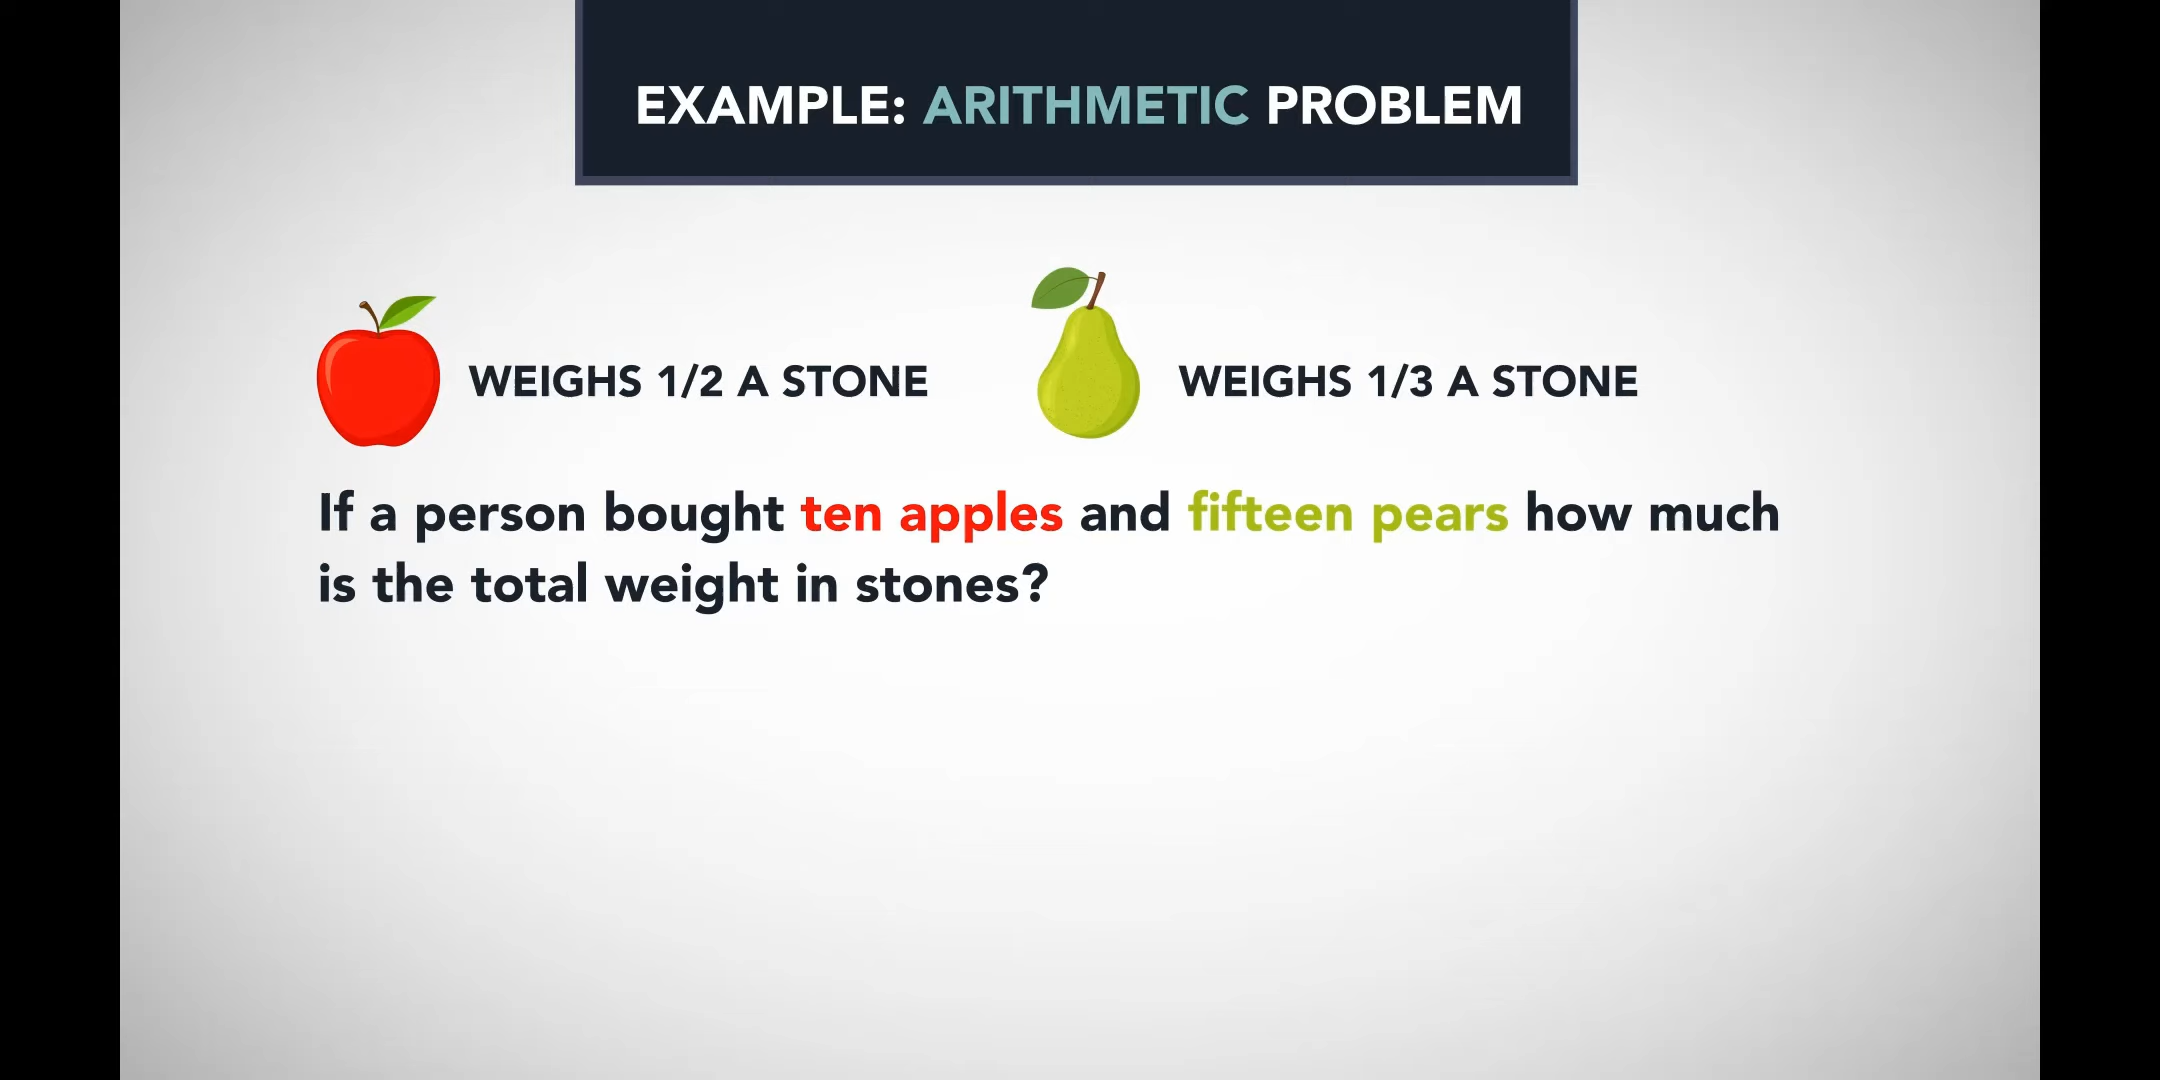 EXAMPLE: ARITHMETIC PROBLEM
WEIGHS 1/2 A STONE
WEIGHS 1/3 A STONE
If a person bought ten apples and fifteen pears how much
is the total weight in stones?